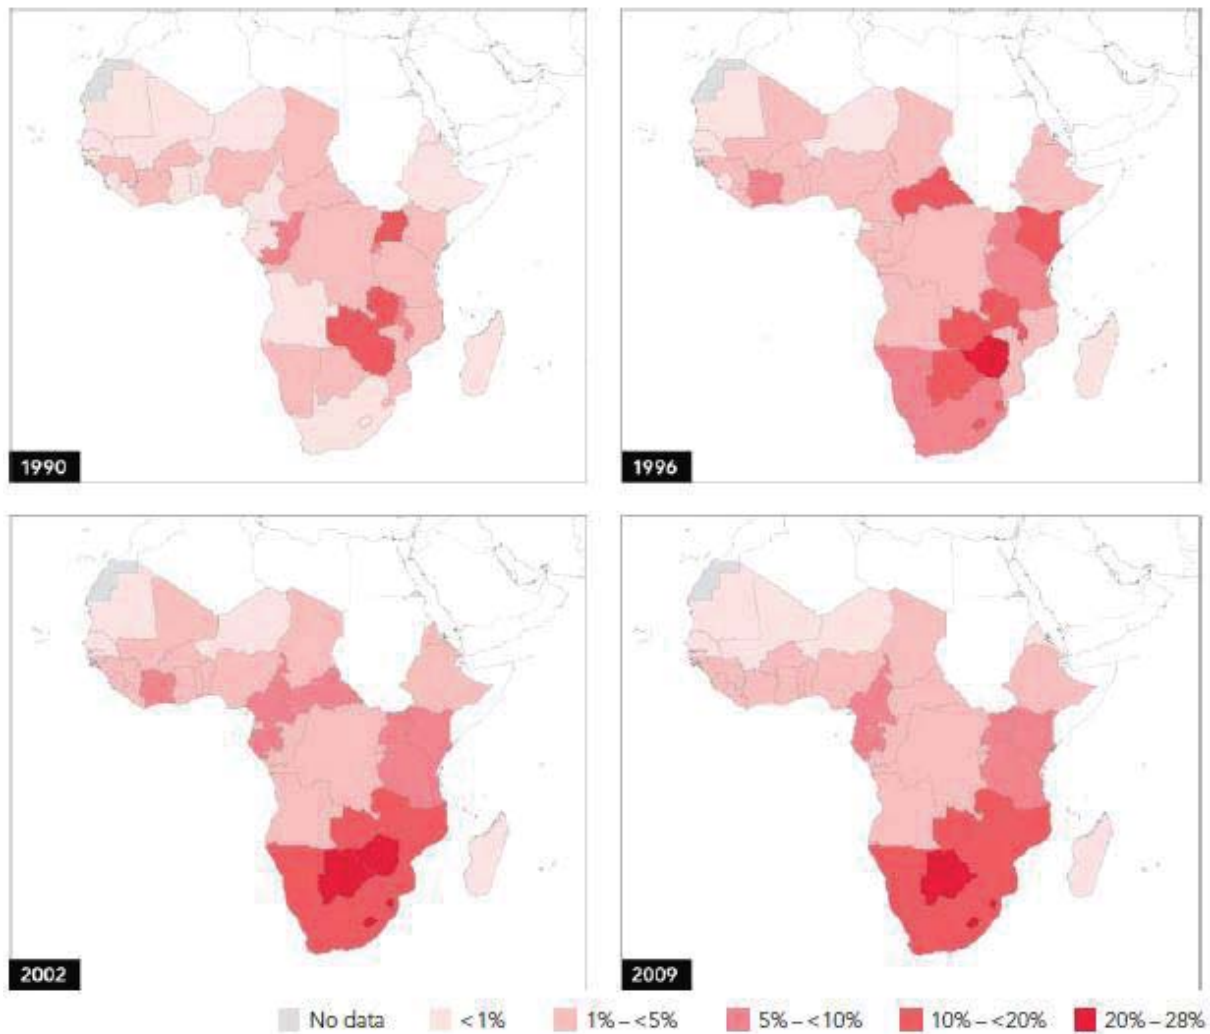 1990
1996
2002
2009
No data
<1%
1% – <5%
5% – <10%
10% – <20%
20% – 28%